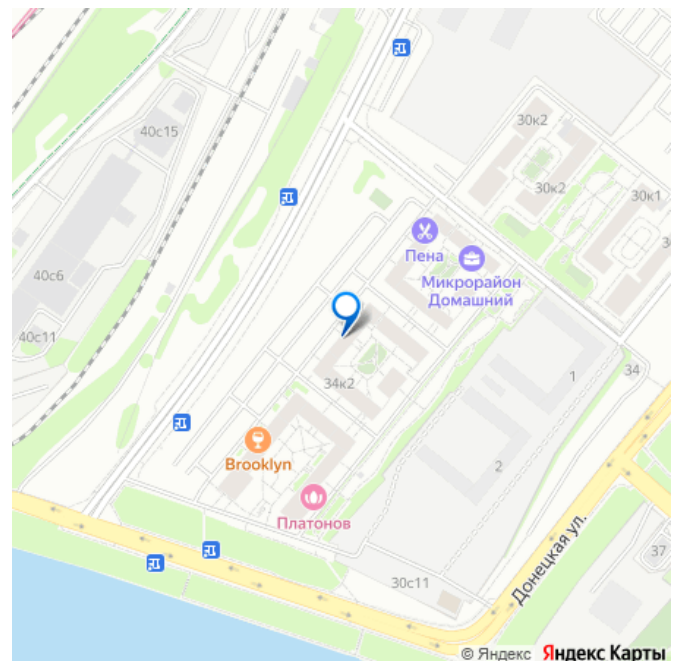 40с15
30к2
30к2
30к1
Пена
Микрорайон
Домашний
40с6
40с11
34к2
1
34
2
Brooklyn
Платонов
30с11
Донецкая ул.
37
© Яндекс Яндекс Карты